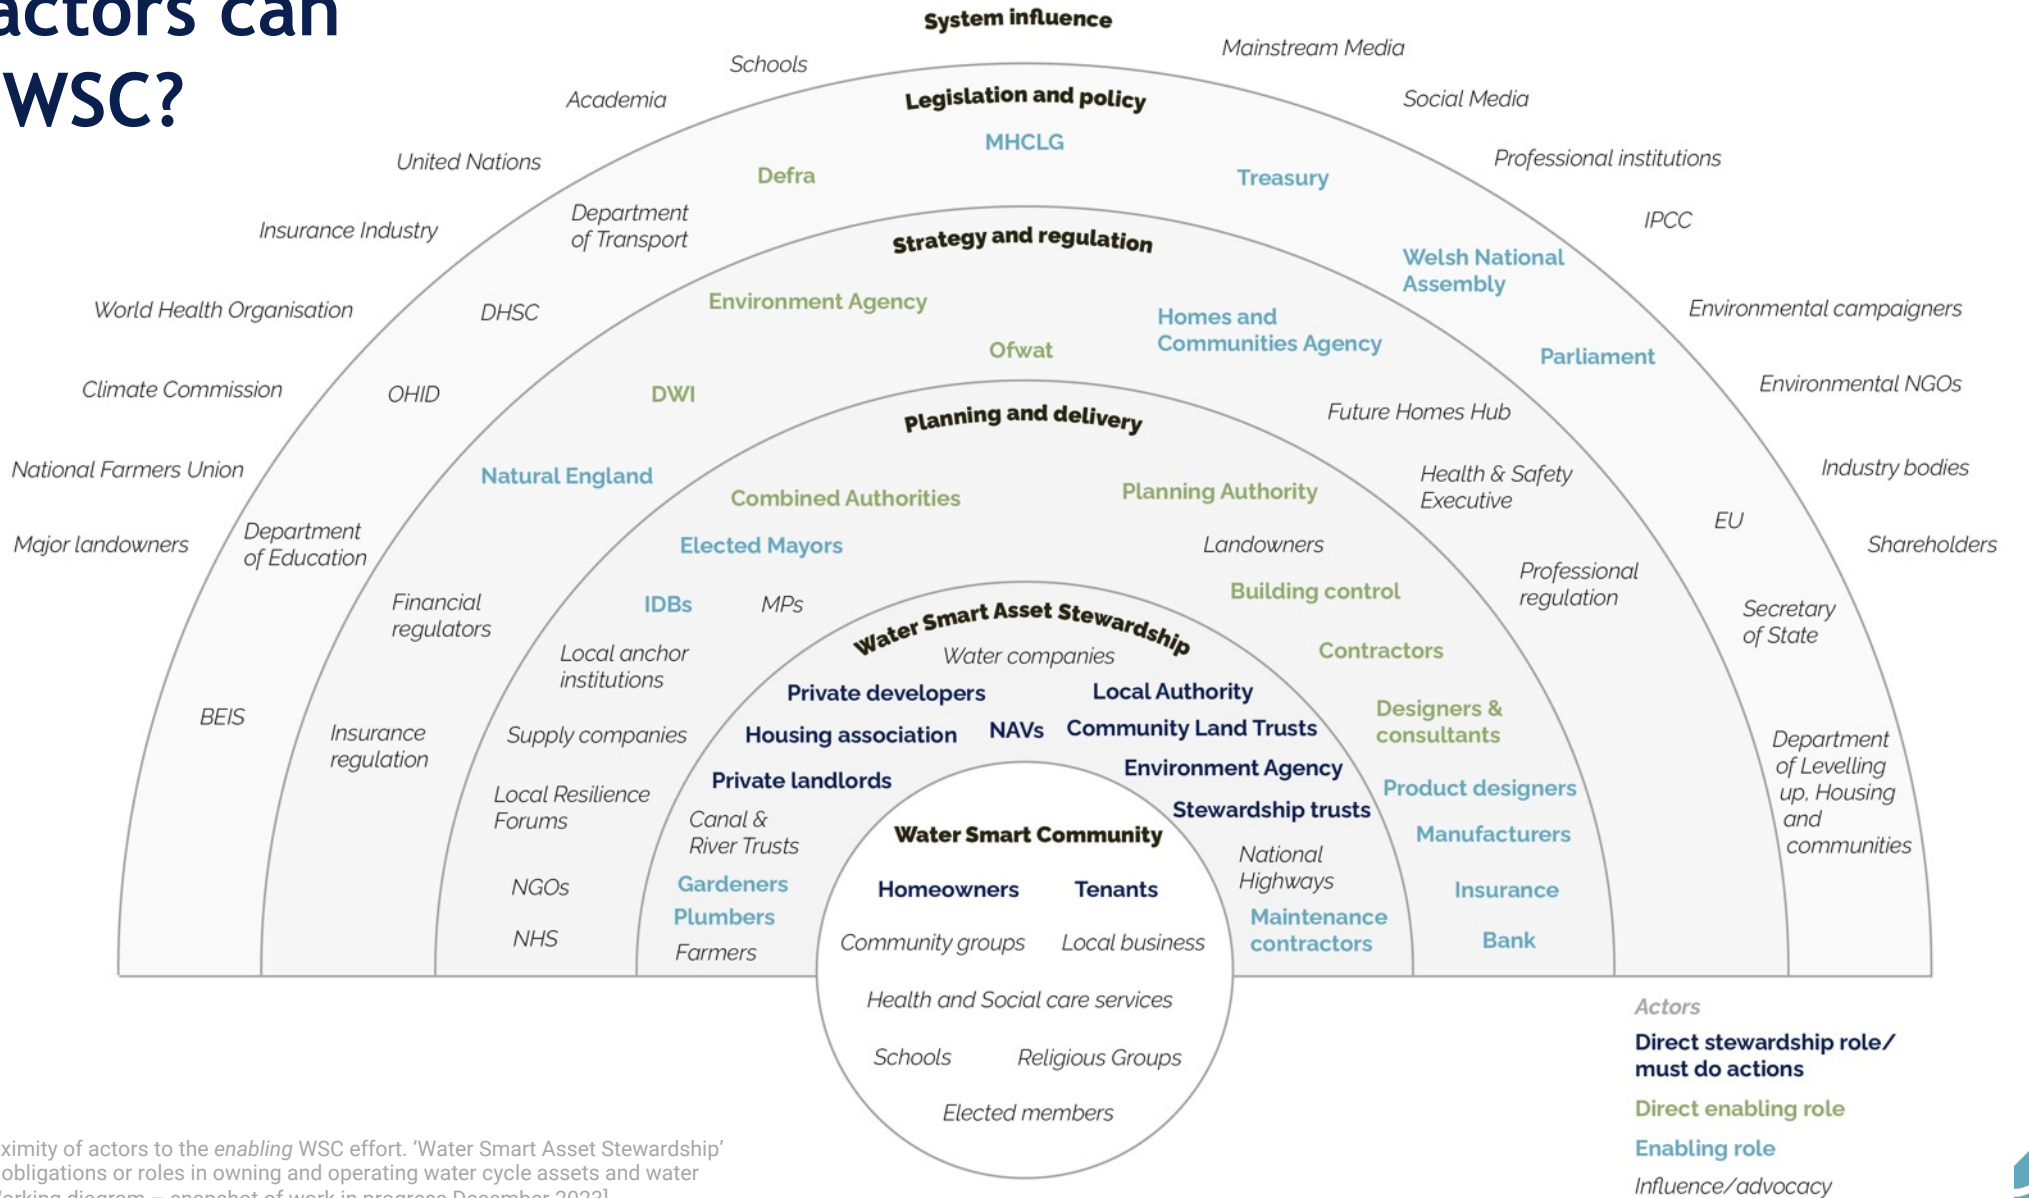 actors can
WSC?
System influence
Schools
Mainstream Media
Academia
Social Media
United Nations
Professional institutions
Insurance Industry
IPCC
World Health Organisation
Environmental campaigners
Climate Commission
Environmental NGOs
National Farmers Union
Industry bodies
Major landowners
Shareholders
Legislation and policy
MHCLG
Defra
Treasury
Department
of Transport
Welsh National
Assembly
DHSC
Parliament
OHID
EU
Department
of Education
Secretary
of State
BEIS
Department
of Levelling
up, Housing
and
communities
Strategy and regulation
Environment Agency
Homes and
Communities Agency
Ofwat
DWI
Future Homes Hub
Natural England
Health & Safety
Executive
Financial
regulators
Professional
regulation
Insurance
regulation
Planning and delivery
Combined Authorities
Planning Authority
Elected Mayors
Landowners
IDBs
MPs
Building control
Local anchor
institutions
Contractors
Supply companies
Designers &
consultants
Local Resilience
Forums
Product designers
Manufacturers
NGOs
Insurance
NHS
Bank
Water Smart Asset Stewardship
Water companies
Private developers
Local Authority
Housing association
NAVs
Community Land Trusts
Private landlords
Environment Agency
Stewardship trusts
Canal &
River Trusts
National
Highways
Gardeners
Plumbers
Maintenance
contractors
Farmers
Water Smart Community
Homeowners
Tenants
Community groups
Local business
Health and Social care services
Schools
Religious Groups
Elected members
Actors
Direct stewardship role/
must do actions
Direct enabling role
Enabling role
Influence/advocacy
ximity of actors to the enabling WSC effort. ‘Water Smart Asset Stewardship’
obligations or roles in owning and operating water cycle assets and water
orking diagram – snapshot of work in progress December 2023]